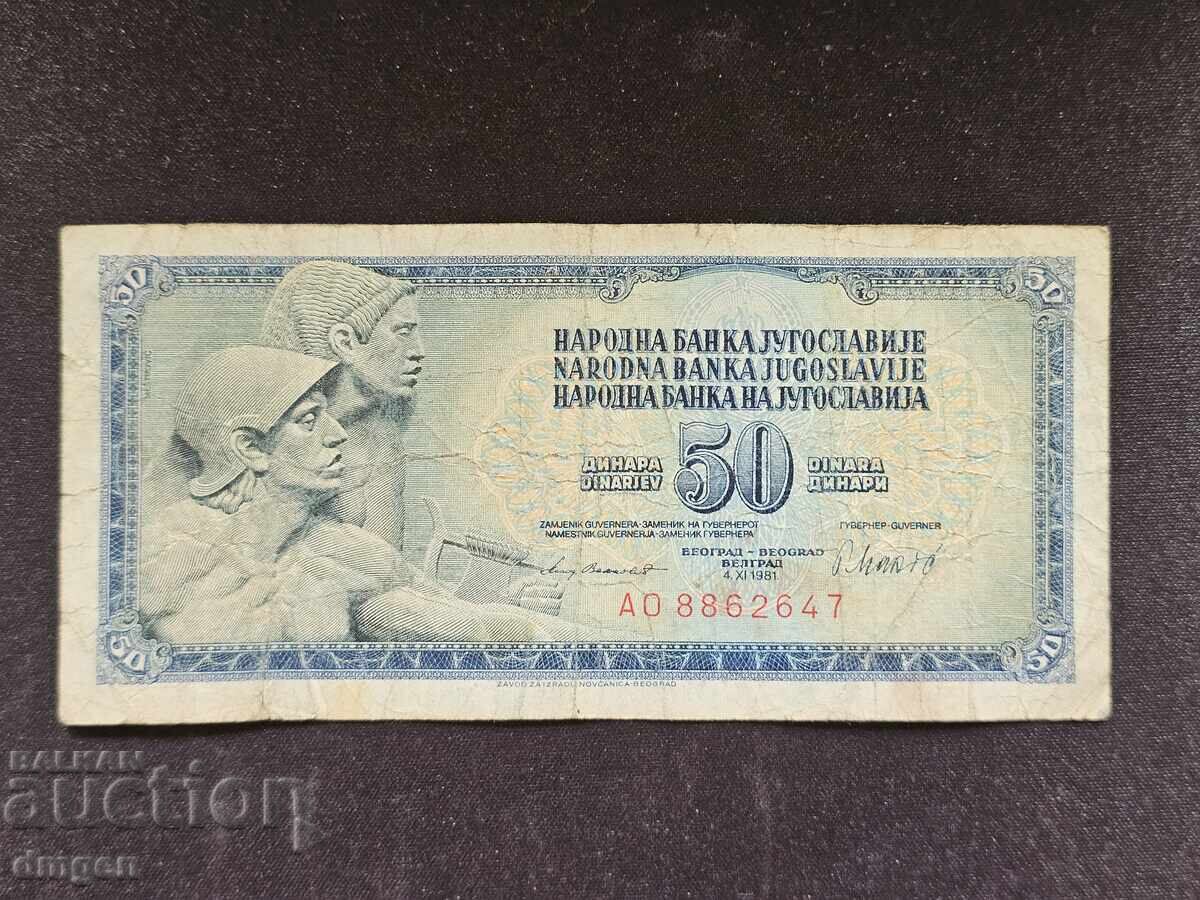 50
50
НАРОДНА БАНКА ЈУГОСЛАВИЈЕ
NARODNA BANKA JUGOSLAVIJE
НАРОДНА БАНКА НА ЈУГОСЛАВИЈА
ДИНАРА 50 DINARA
DINARJEV ДИНАРИ
ZAMJENIK GUVERNERA-ЗАМЕНИК НА ГУВЕРНЕРОТ
NAMESTNIK GUVERNERJA-ЗАМЕНИК ГУВЕРНЕРА
ГУВЕРНЕР-GUVERNER
БЕОГРАД – BEOGRAD
БЕЛГРАД
4. XI 1981
AO 8862647
50
50
ZAVOD ZA IZRADU NOVČANICA-BEOGRAD
BALKAN
auction
dmgen